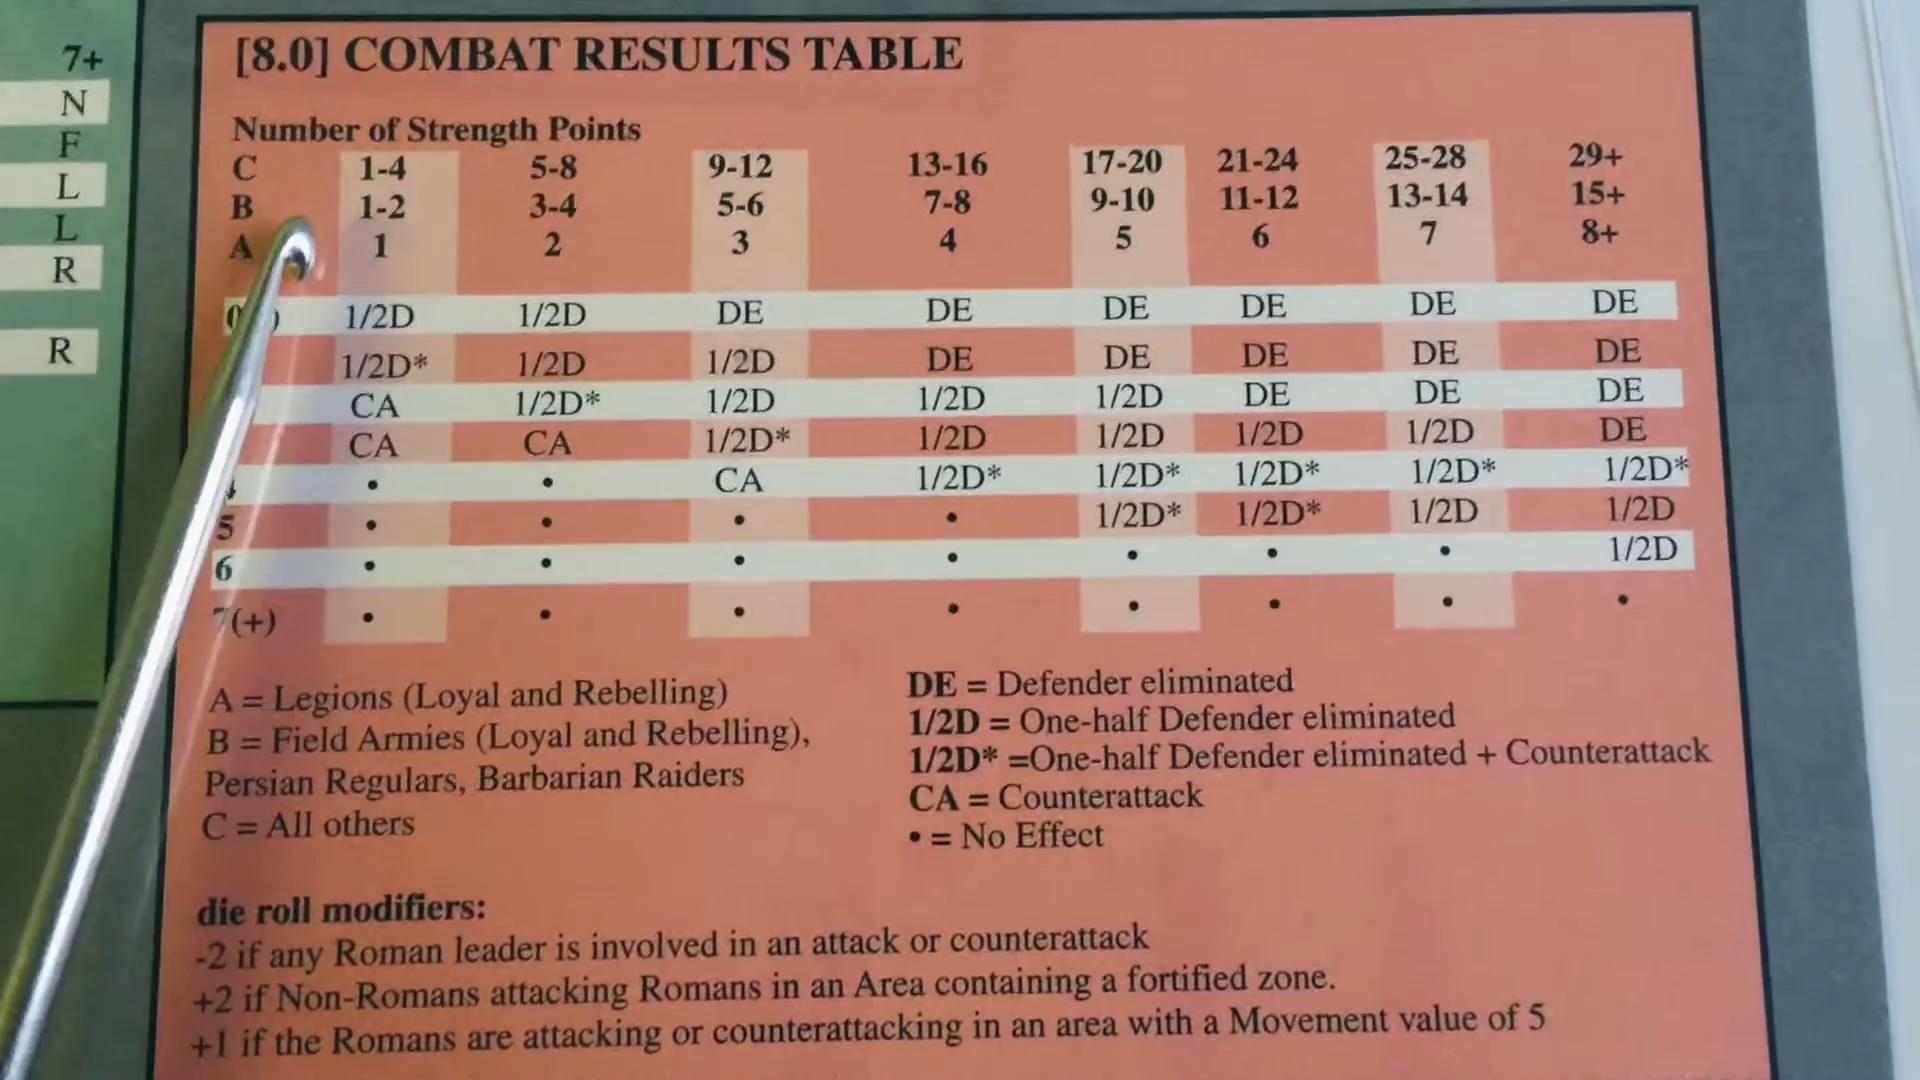 7+
N
F
L
L
R
R
[8.0] COMBAT RESULTS TABLE
Number of Strength Points
C 1-4 5-8 9-12 13-16 17-20 21-24 25-28 29+
B 1-2 3-4 5-6 7-8 9-10 11-12 13-14 15+
A 1 2 3 4 5 6 7 8+
1/2D 1/2D DE DE DE DE DE DE
1/2D* 1/2D 1/2D DE DE DE DE DE
CA 1/2D* 1/2D 1/2D 1/2D DE DE DE
CA CA 1/2D* 1/2D 1/2D 1/2D 1/2D DE
• • CA 1/2D* 1/2D* 1/2D* 1/2D* 1/2D*
5 • • • • 1/2D* 1/2D* 1/2D 1/2D
6 • • • • • • • 1/2D
7(+) • • • • • • • •
A = Legions (Loyal and Rebelling)
B = Field Armies (Loyal and Rebelling),
Persian Regulars, Barbarian Raiders
C = All others
DE = Defender eliminated
1/2D = One-half Defender eliminated
1/2D* =One-half Defender eliminated + Counterattack
CA = Counterattack
• = No Effect
die roll modifiers:
-2 if any Roman leader is involved in an attack or counterattack
+2 if Non-Romans attacking Romans in an Area containing a fortified zone.
+1 if the Romans are attacking or counterattacking in an area with a Movement value of 5